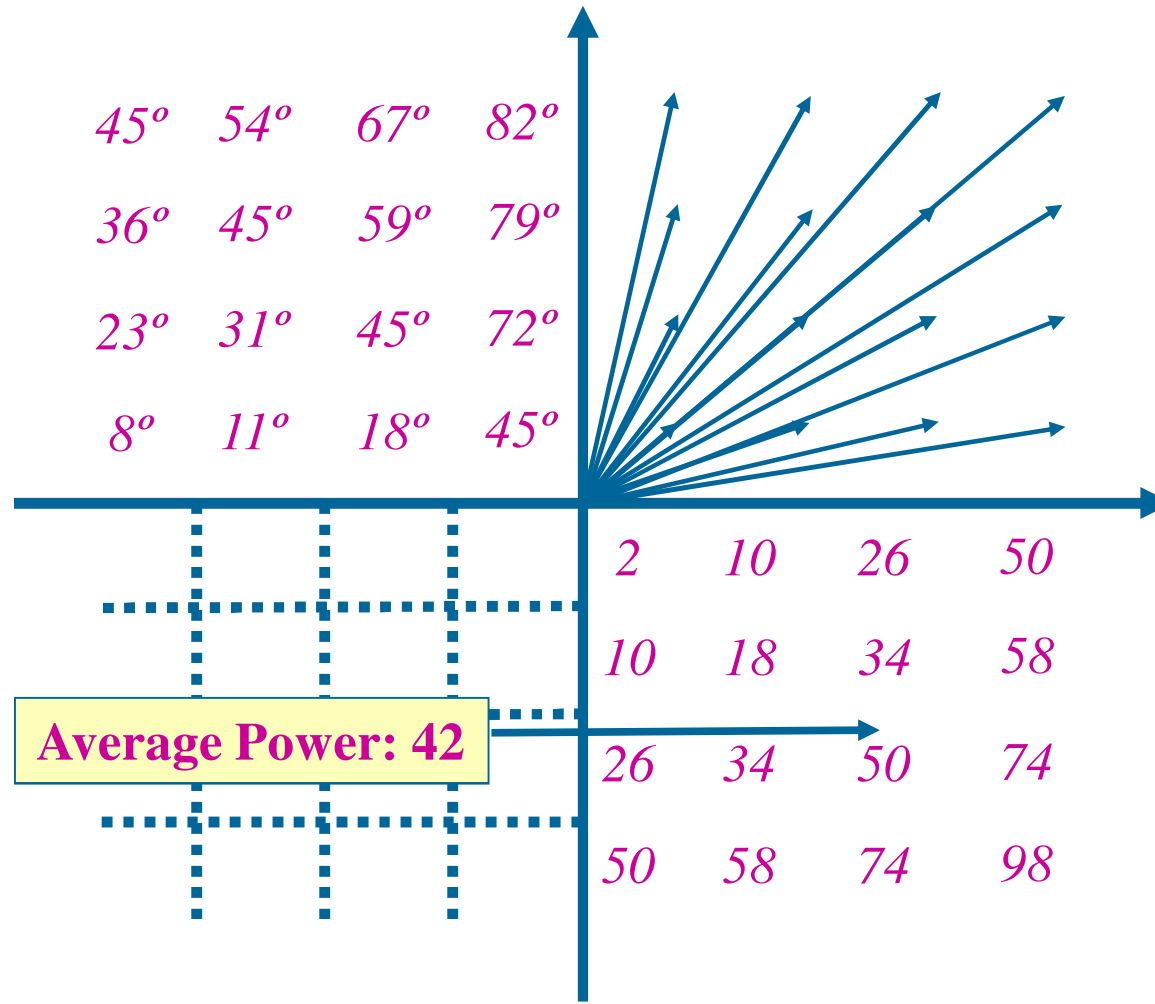 45º 54º 67º 82º
36º 45º 59º 79º
23º 31º 45º 72º
8º 11º 18º 45º
2 10 26 50
10 18 34 58
Average Power: 42
26 34 50 74
50 58 74 98